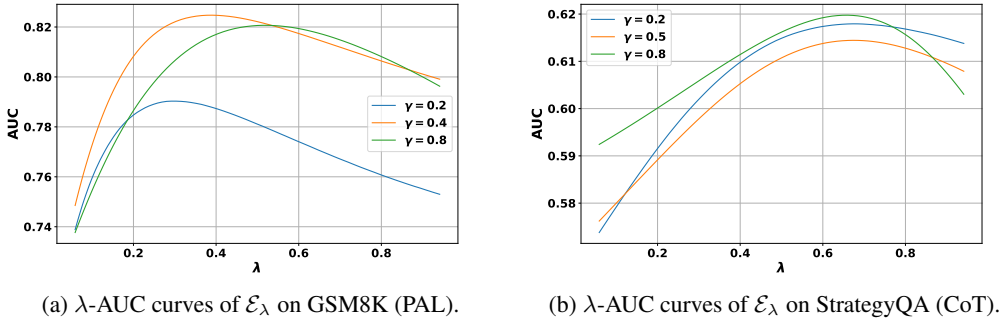 0.82
0.80
0.78
0.76
0.74
AUC
γ = 0.2
γ = 0.4
γ = 0.8
0.2 0.4 0.6 0.8
λ
(a) λ-AUC curves of ℰλ on GSM8K (PAL).
0.62
0.61
0.60
0.59
0.58
AUC
γ = 0.2
γ = 0.5
γ = 0.8
0.2 0.4 0.6 0.8
λ
(b) λ-AUC curves of ℰλ on StrategyQA (CoT).